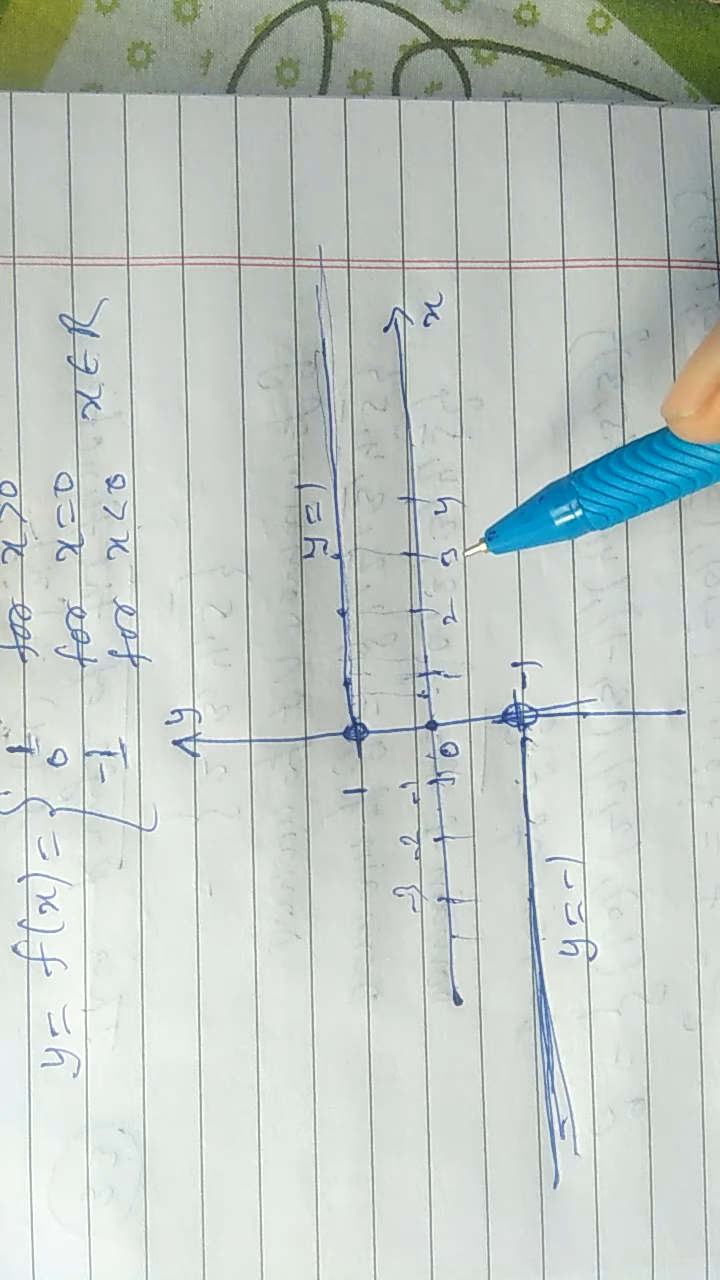 1 for x>0
y= f(x)= { 0 for x=0 x∈R
-1 for x<0
y
y=1
1
x
-3 -2 -1 0 1 2 3 4
-1
y=-1